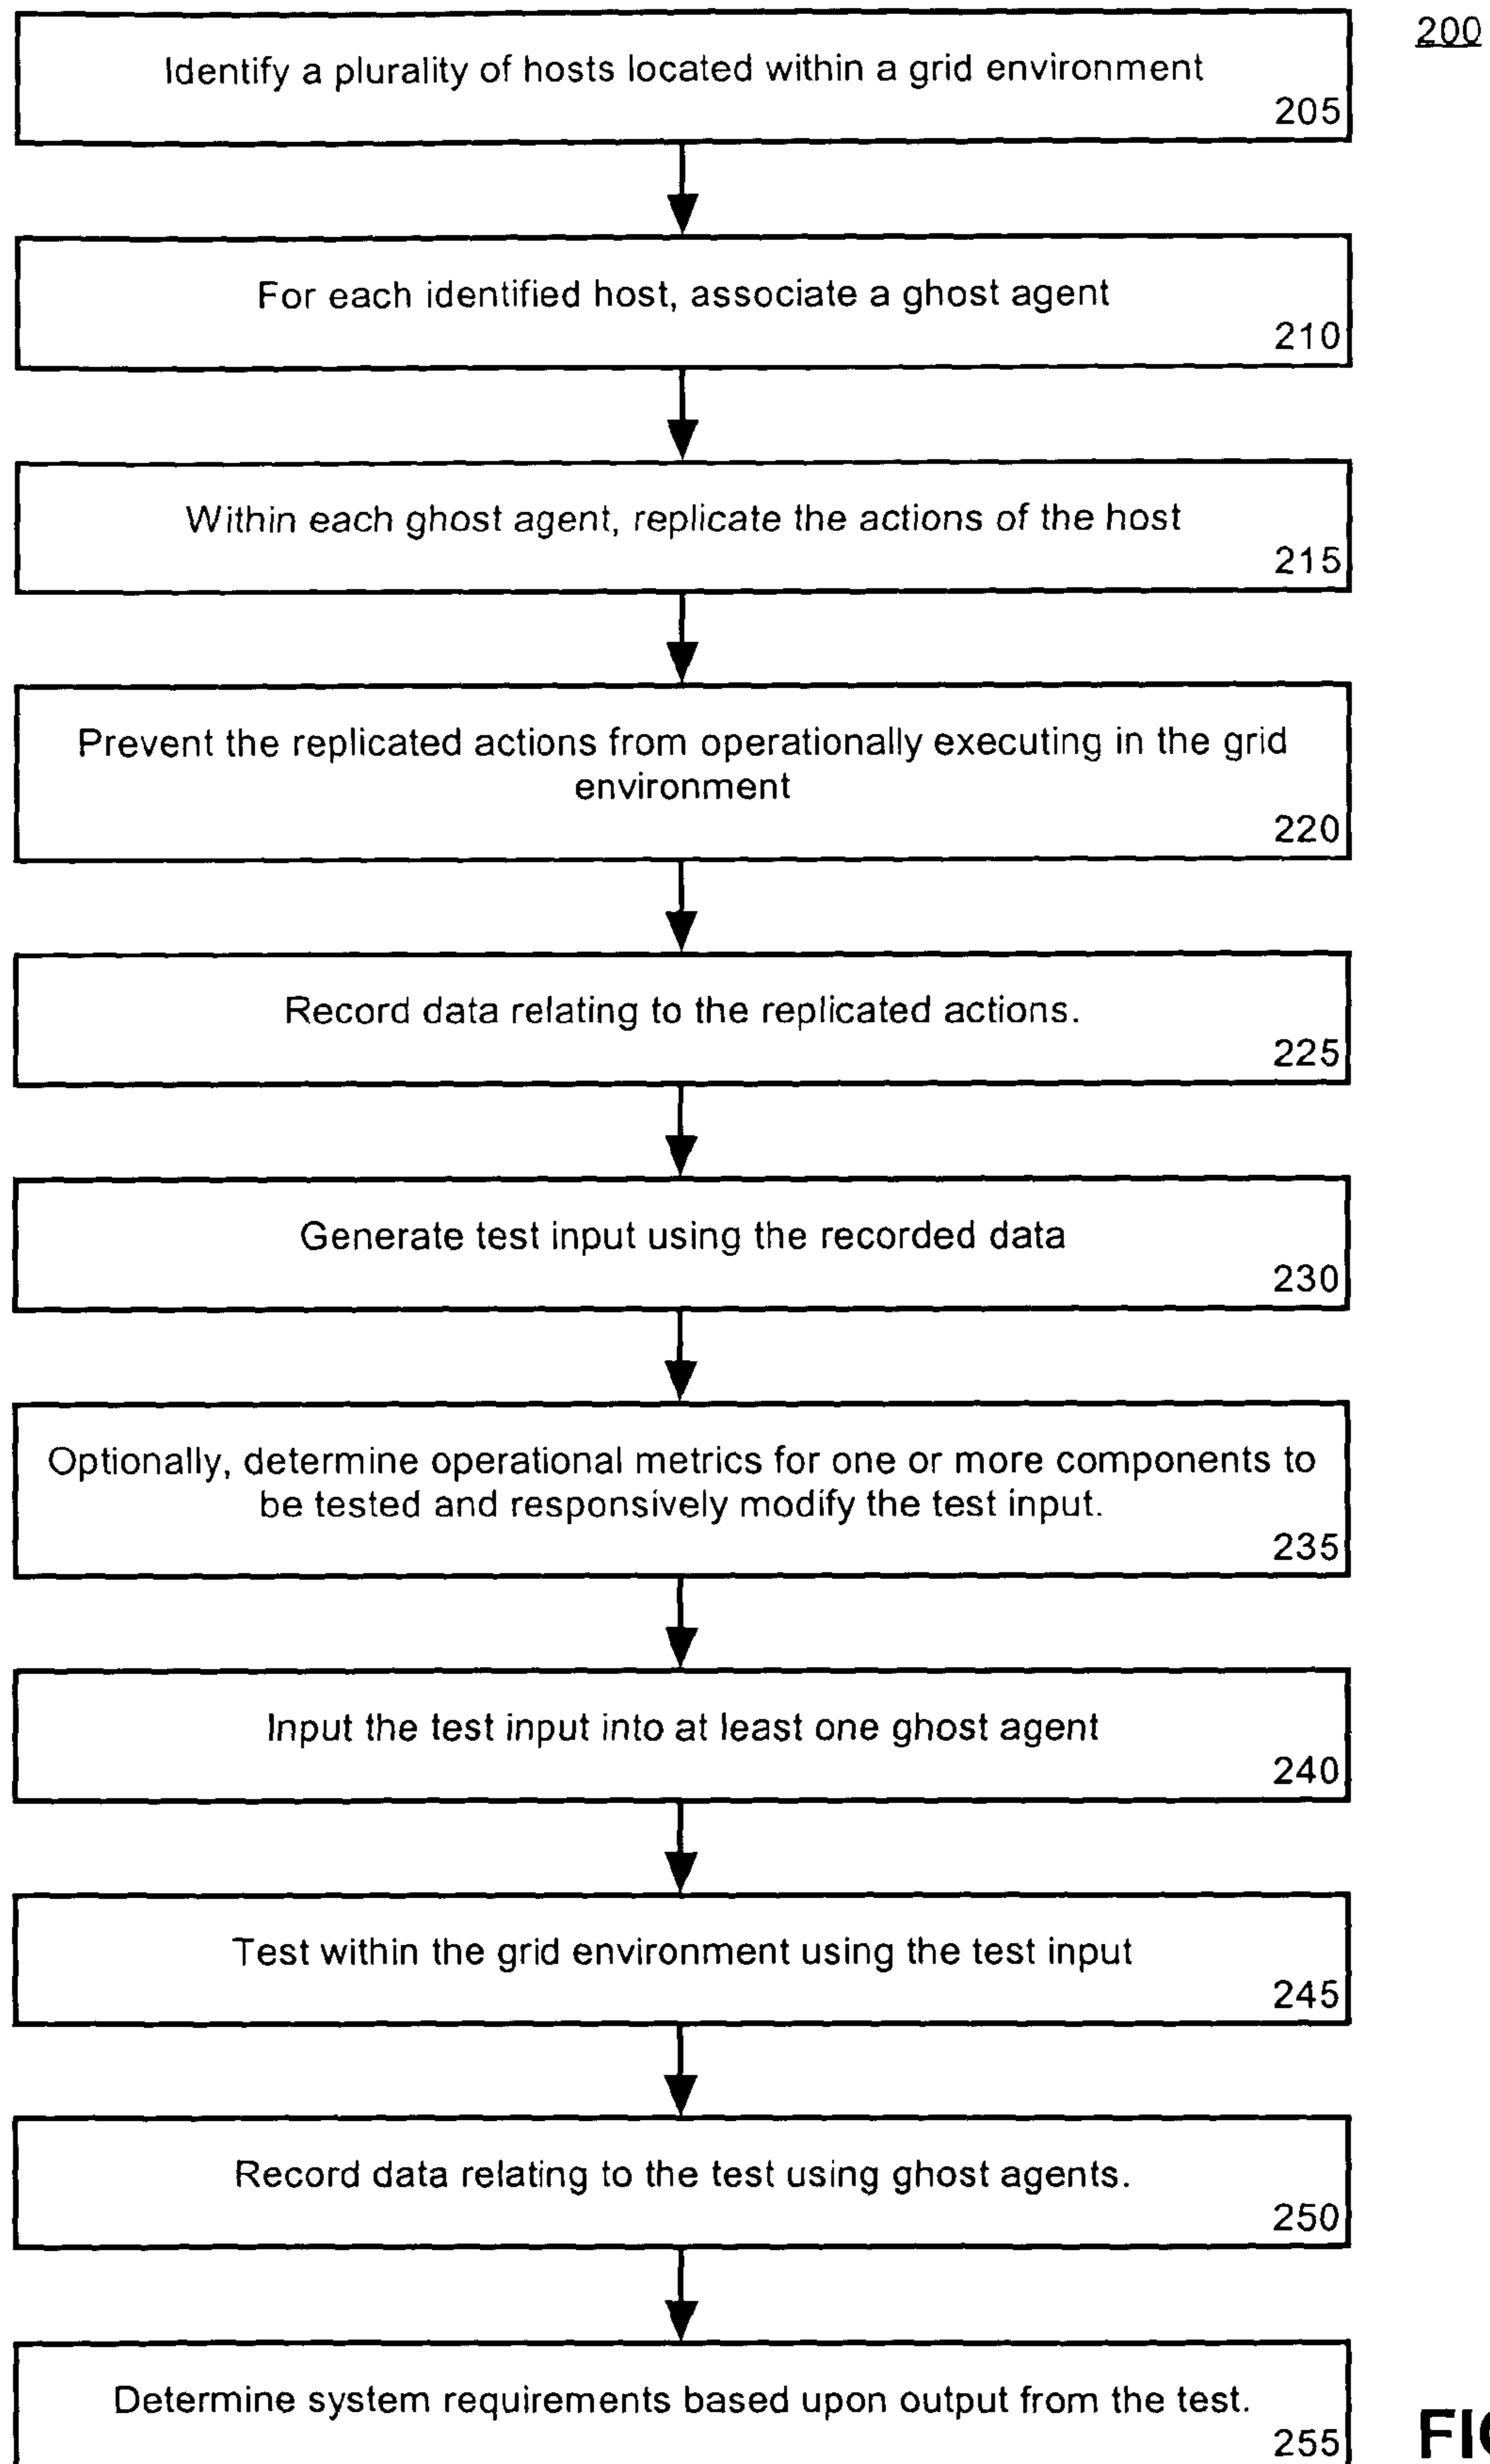 200
Identify a plurality of hosts located within a grid environment
205
For each identified host, associate a ghost agent
210
Within each ghost agent, replicate the actions of the host
215
Prevent the replicated actions from operationally executing in the grid
environment
220
Record data relating to the replicated actions.
225
Generate test input using the recorded data
230
Optionally, determine operational metrics for one or more components to
be tested and responsively modify the test input.
235
Input the test input into at least one ghost agent
240
Test within the grid environment using the test input
245
Record data relating to the test using ghost agents.
250
Determine system requirements based upon output from the test.
255